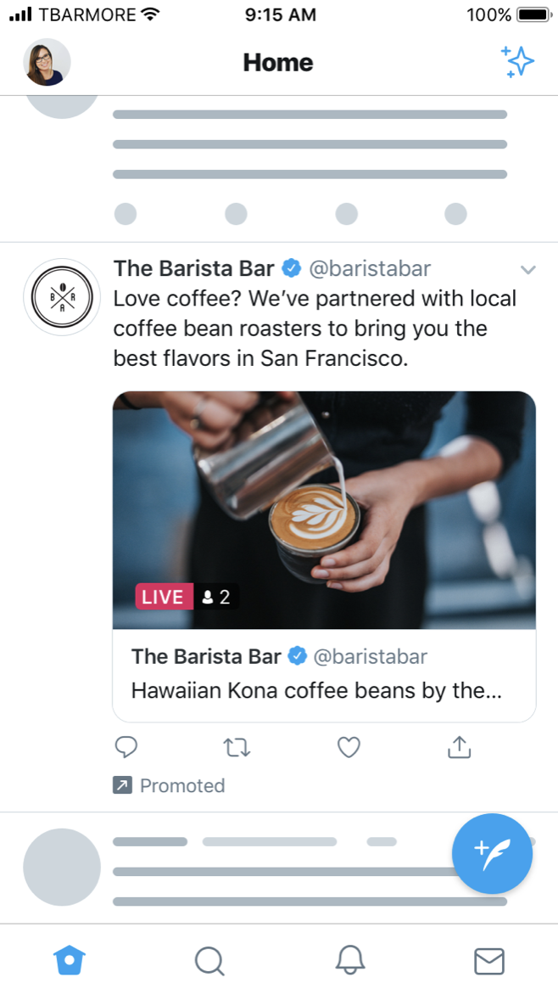 TBARMORE 9:15 AM 100%
Home
The Barista Bar @baristabar
B A R
Love coffee? We’ve partnered with local
coffee bean roasters to bring you the
best flavors in San Francisco.
LIVE 2
The Barista Bar @baristabar
Hawaiian Kona coffee beans by the...
Promoted